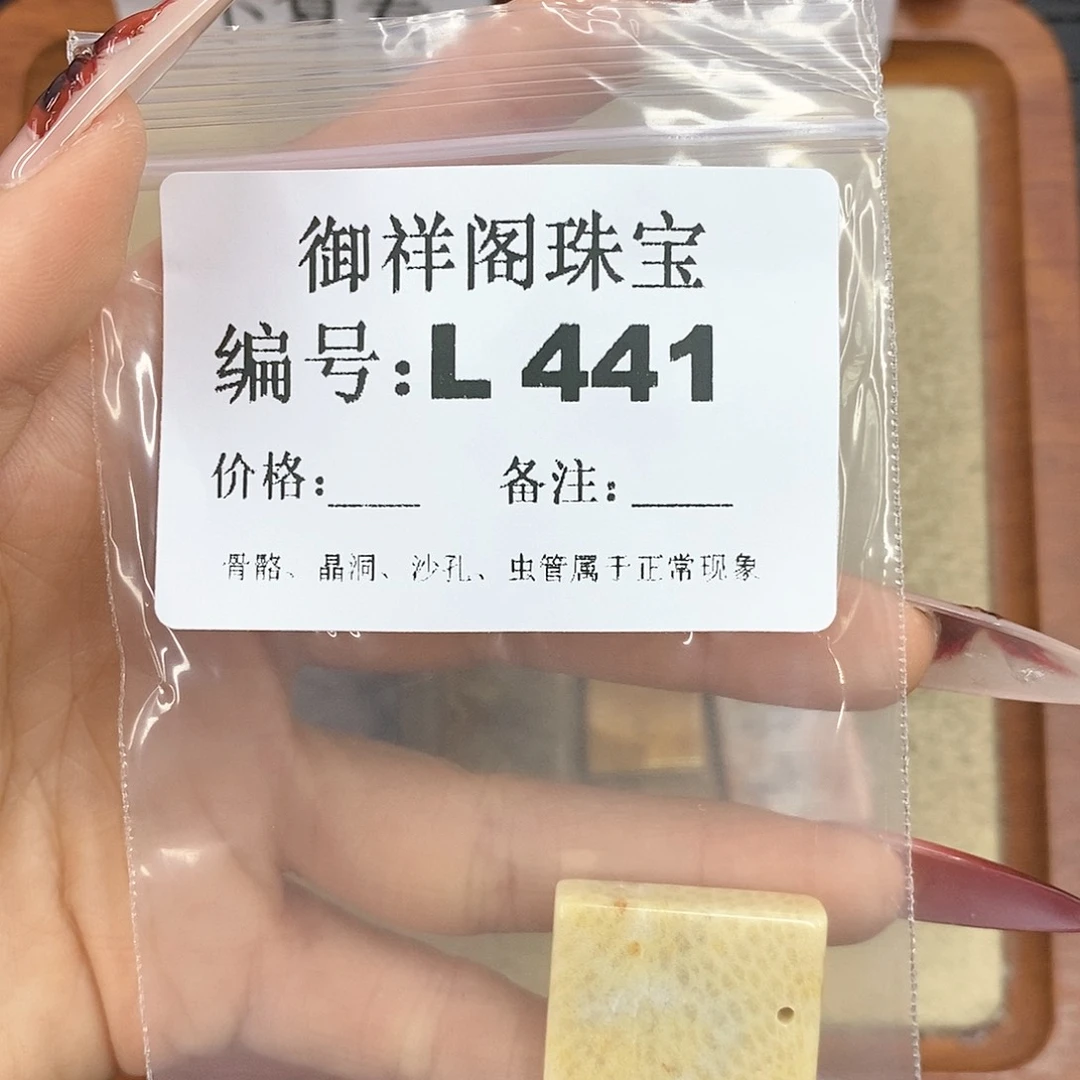 御祥阁珠宝
编号:L 441
价格:___ 备注:____
骨骼、晶洞、沙孔、虫管属于正常现象